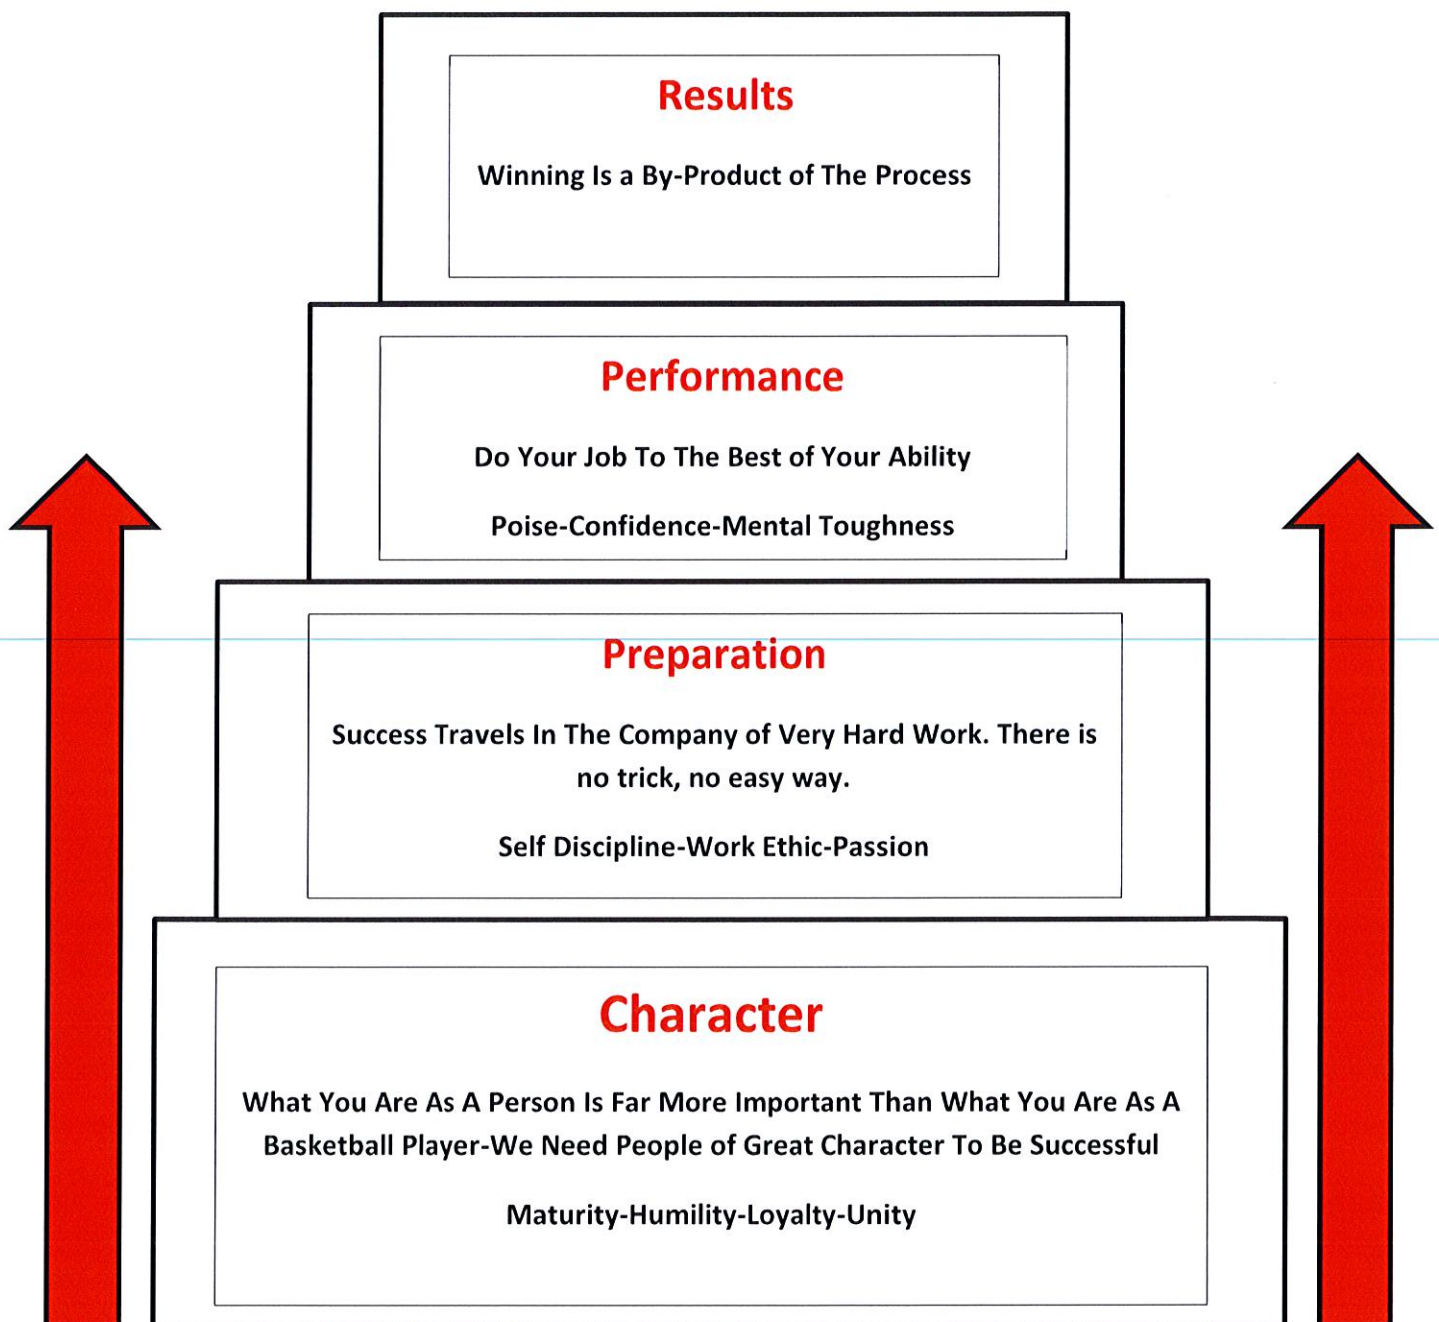 Results
Winning Is a By-Product of The Process
Performance
Do Your Job To The Best of Your Ability
Poise-Confidence-Mental Toughness
Preparation
Success Travels In The Company of Very Hard Work. There is
no trick, no easy way.
Self Discipline-Work Ethic-Passion
Character
What You Are As A Person Is Far More Important Than What You Are As A
Basketball Player-We Need People of Great Character To Be Successful
Maturity-Humility-Loyalty-Unity